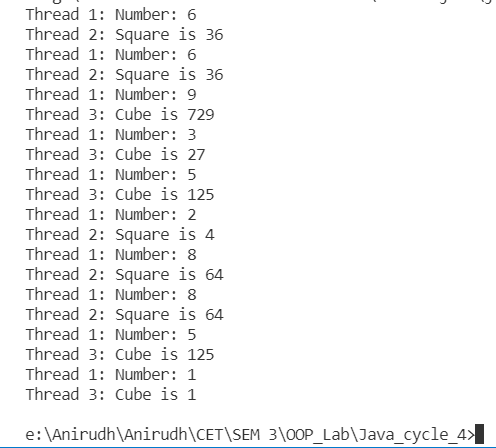 Thread 1: Number: 6
Thread 2: Square is 36
Thread 1: Number: 6
Thread 2: Square is 36
Thread 1: Number: 9
Thread 3: Cube is 729
Thread 1: Number: 3
Thread 3: Cube is 27
Thread 1: Number: 5
Thread 3: Cube is 125
Thread 1: Number: 2
Thread 2: Square is 4
Thread 1: Number: 8
Thread 2: Square is 64
Thread 1: Number: 8
Thread 2: Square is 64
Thread 1: Number: 5
Thread 3: Cube is 125
Thread 1: Number: 1
Thread 3: Cube is 1
e:\Anirudh\Anirudh\CET\SEM 3\OOP_Lab\Java_cycle_4>